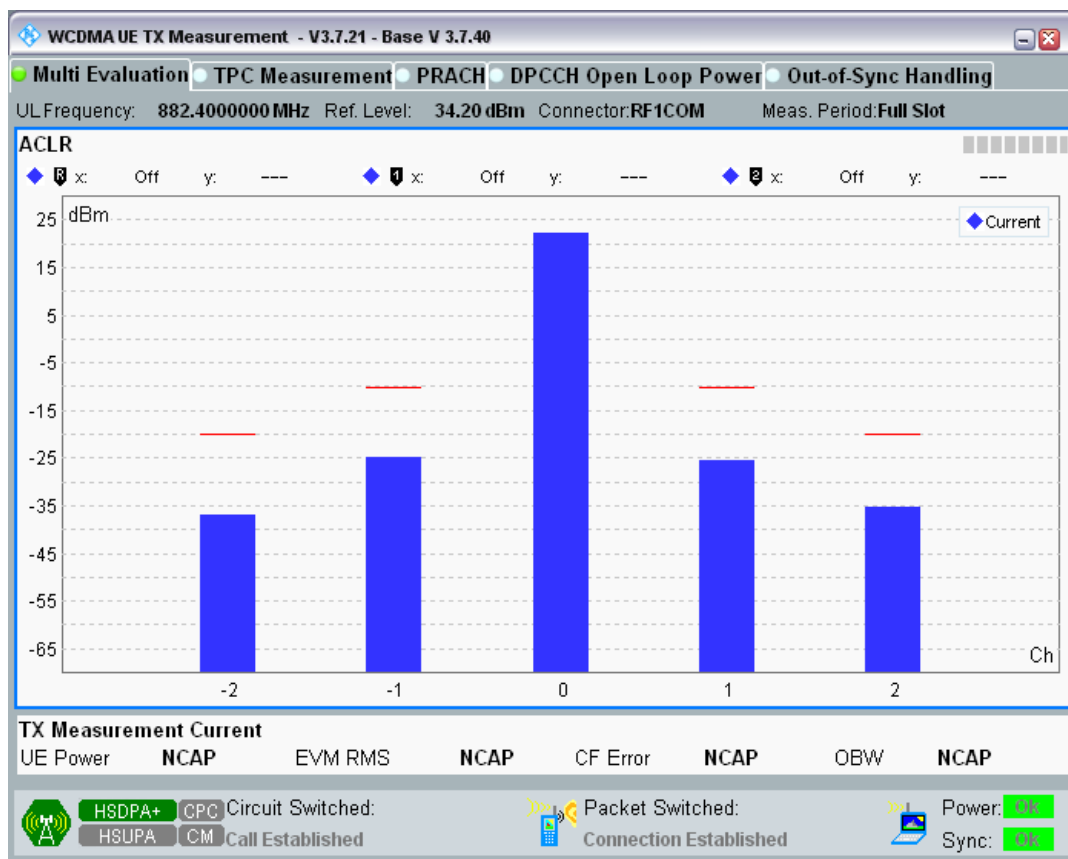 WCDMA UE TX Measurement - V3.7.21 - Base V 3.7.40
Multi Evaluation TPC Measurement PRACH DPCCH Open Loop Power Out-of-Sync Handling
UL Frequency: 882.4000000 MHz Ref. Level: 34.20 dBm Connector:RF1COM Meas. Period:Full Slot
ACLR
R x: Off y: --- 1 x: Off y: --- 2 x: Off y: ---
dBm
Current
25
15
5
-5
-15
-25
-35
-45
-55
-65
Ch
-2 -1 0 1 2
TX Measurement Current
UE Power NCAP EVM RMS NCAP CF Error NCAP OBW NCAP
HSDPA+ CPC Circuit Switched: Packet Switched: Power: Ok
HSUPA CM Call Established Connection Established Sync: Ok